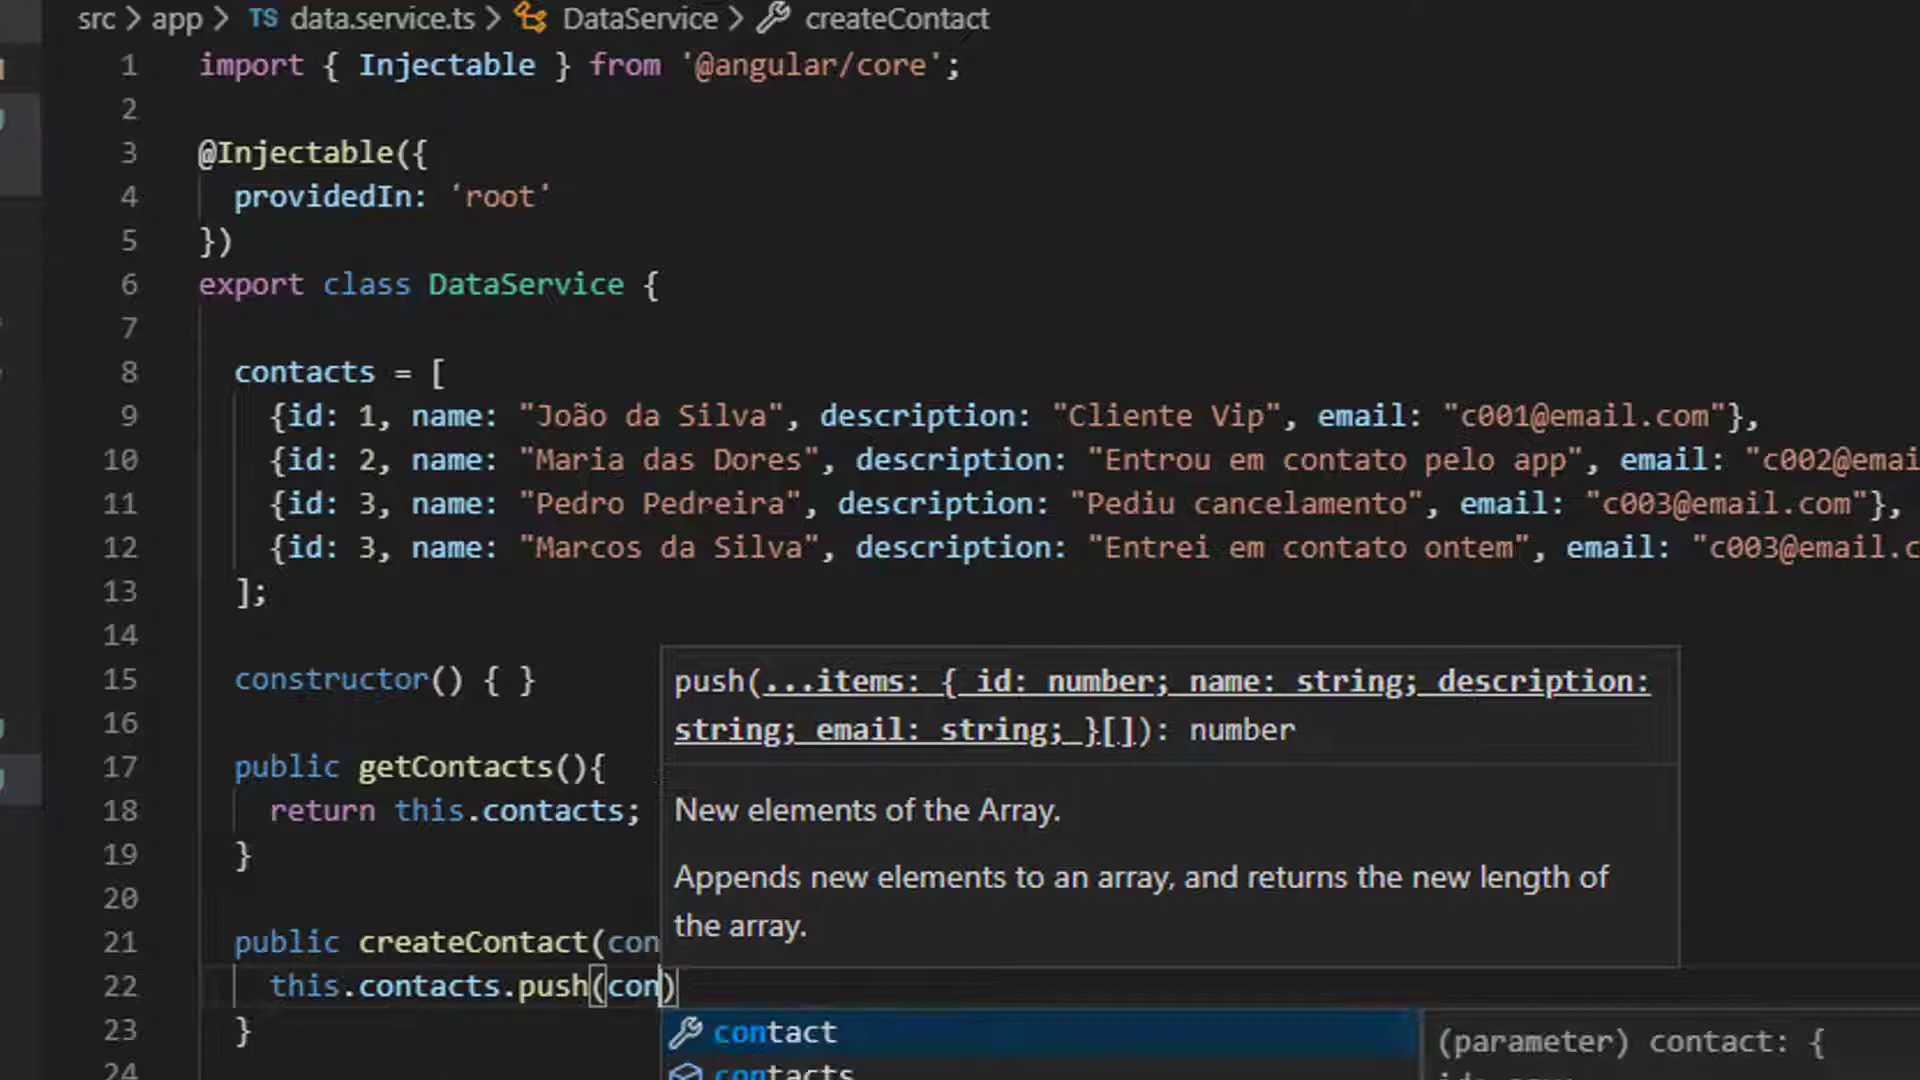 src > app > TS data.service.ts > DataService > createContact
1 import { Injectable } from '@angular/core';
2
3 @Injectable({
4 providedIn: 'root'
5 })
6 export class DataService {
7
8 contacts = [
9 {id: 1, name: "João da Silva", description: "Cliente Vip", email: "c001@email.com"},
10 {id: 2, name: "Maria das Dores", description: "Entrou em contato pelo app", email: "c002@emai
11 {id: 3, name: "Pedro Pedreira", description: "Pediu cancelamento", email: "c003@email.com"},
12 {id: 3, name: "Marcos da Silva", description: "Entrei em contato ontem", email: "c003@email.c
13 ];
14
15 constructor() { }
push(...items: { id: number; name: string; description:
16
string; email: string; }[]): number
17 public getContacts(){
18 return this.contacts;
New elements of the Array.
19 }
Appends new elements to an array, and returns the new length of
20
the array.
21 public createContact(con
22 this.contacts.push(con)
23 }
contact
(parameter) contact: {
24
contacts